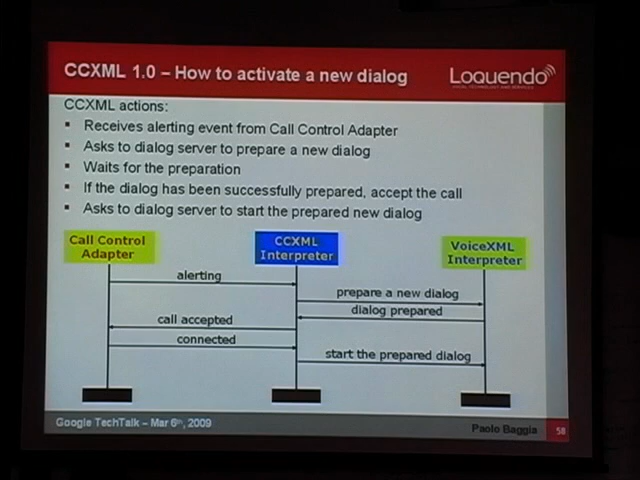 CCXML 1.0 – How to activate a new dialog
Loquendo
VOCAL TECHNOLOGY AND SERVICES
CCXML actions:
Receives alerting event from Call Control Adapter
Asks to dialog server to prepare a new dialog
Waits for the preparation
If the dialog has been successfully prepared, accept the call
Asks to dialog server to start the prepared new dialog
Call Control
Adapter
CCXML
Interpreter
VoiceXML
Interpreter
alerting
prepare a new dialog
dialog prepared
call accepted
connected
start the prepared dialog
Google TechTalk – Mar 6th, 2009
Paolo Baggia
58